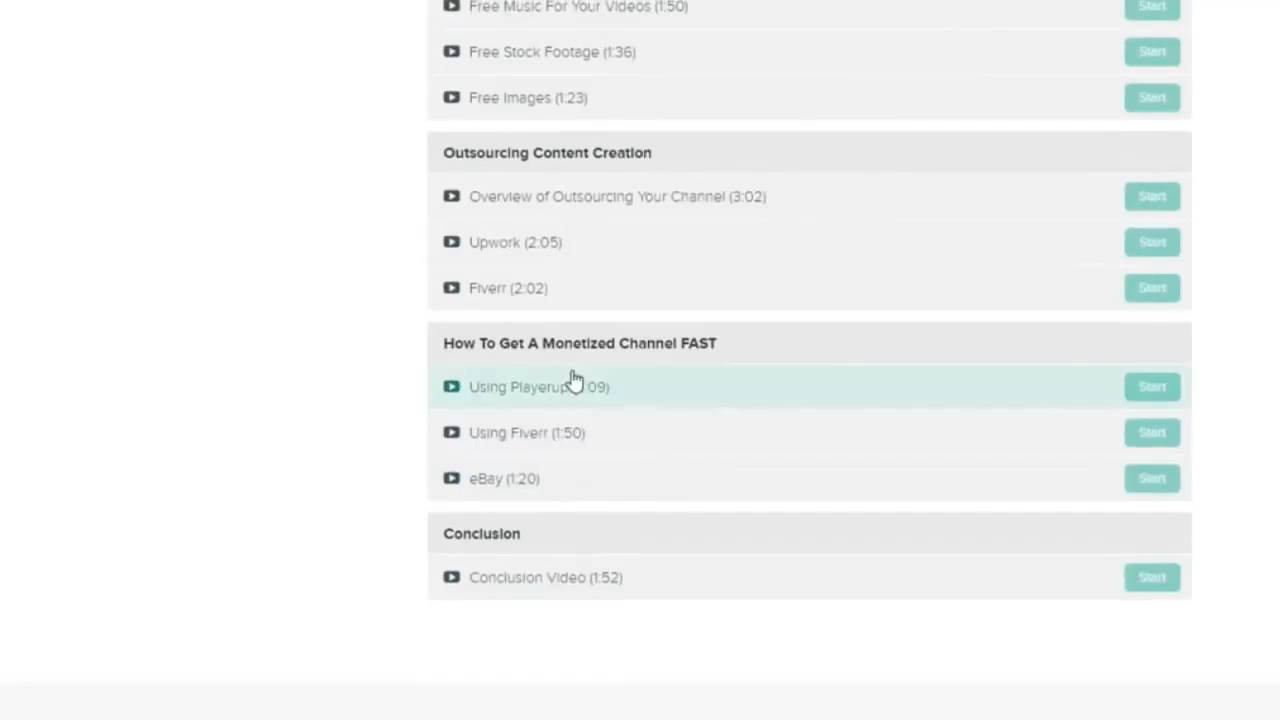 Free Music For Your Videos (1:50)
Start
Free Stock Footage (1:36)
Start
Free Images (1:23)
Start
Outsourcing Content Creation
Overview of Outsourcing Your Channel (3:02)
Start
Upwork (2:05)
Start
Fiverr (2:02)
Start
How To Get A Monetized Channel FAST
Using Playerup 09)
Start
Using Fiverr (1:50)
Start
eBay (1:20)
Start
Conclusion
Conclusion Video (1:52)
Start